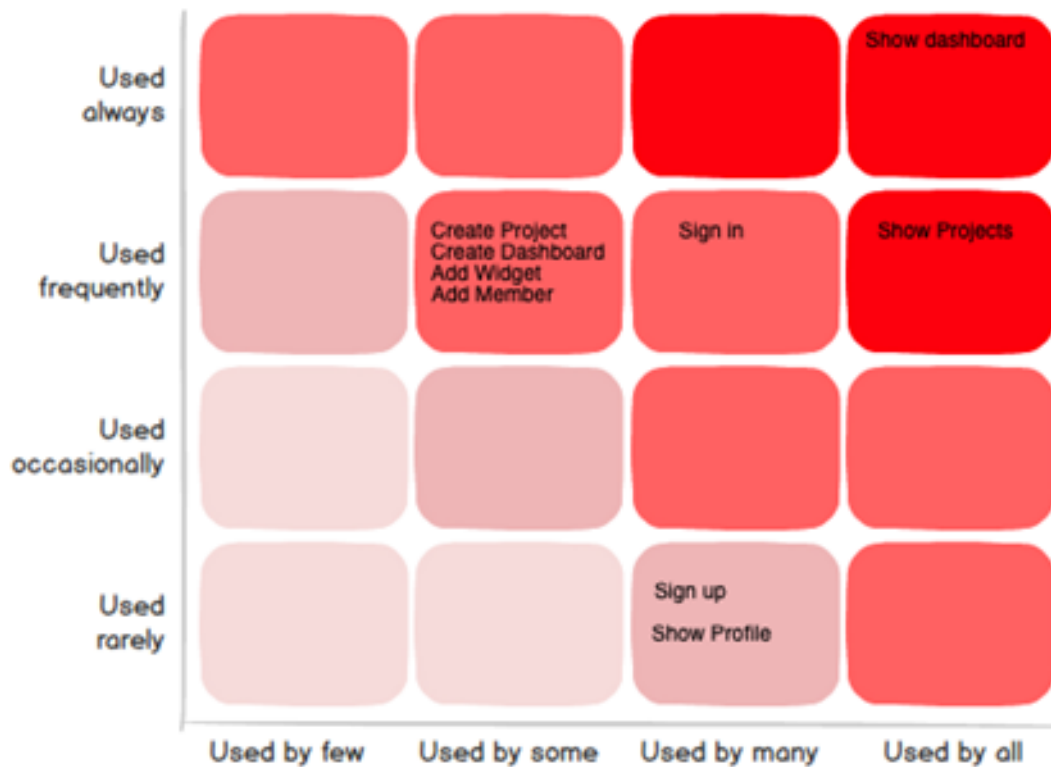 Used
always
Show dashboard
Used
frequently
Create Project
Create Dashboard
Add Widget
Add Member
Sign in
Show Projects
Used
occasionally
Used
rarely
Sign up
Show Profile
Used by few
Used by some
Used by many
Used by all